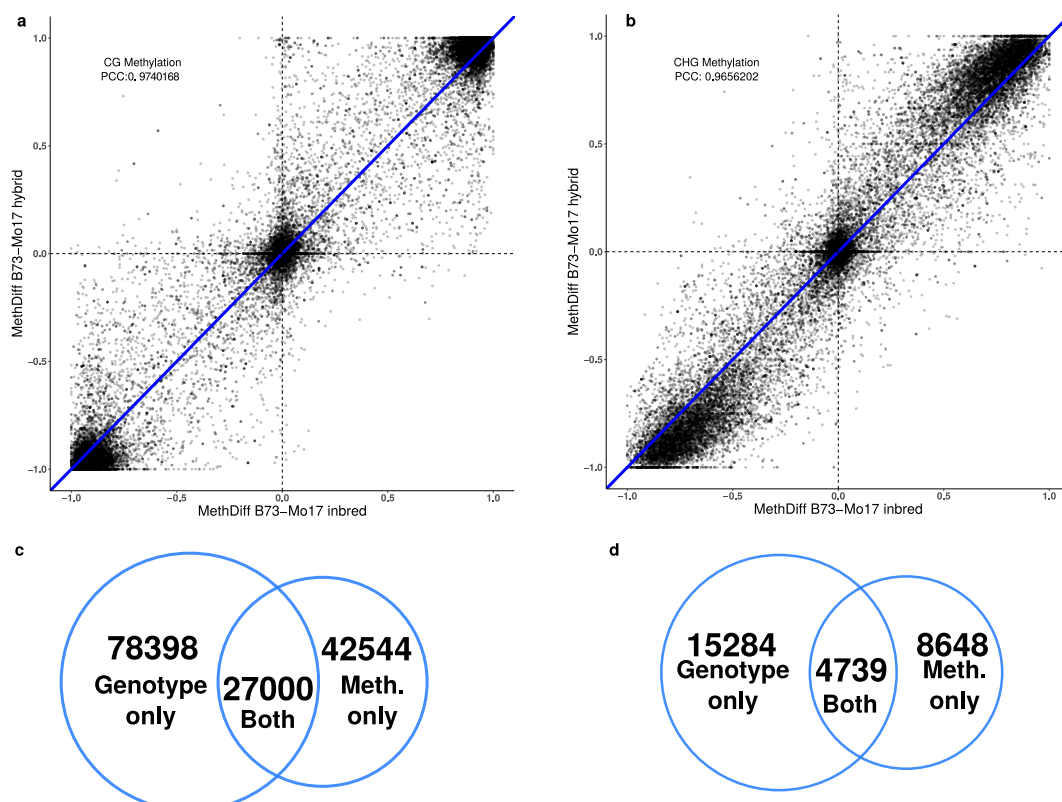 a
CG Methylation
PCC:0.9740168
MethDiff B73−Mo17 hybrid
1.0
0.5
0.0
−0.5
−1.0
−1.0
−0.5
0.0
0.5
1.0
MethDiff B73−Mo17 inbred
b
CHG Methylation
PCC: 0.9656202
MethDiff B73−Mo17 hybrid
1.0
0.5
0.0
−0.5
−1.0
−1.0
−0.5
0.0
0.5
1.0
MethDiff B73−Mo17 inbred
c
78398
Genotype
only
27000
Both
42544
Meth.
only
d
15284
Genotype
only
4739
Both
8648
Meth.
only